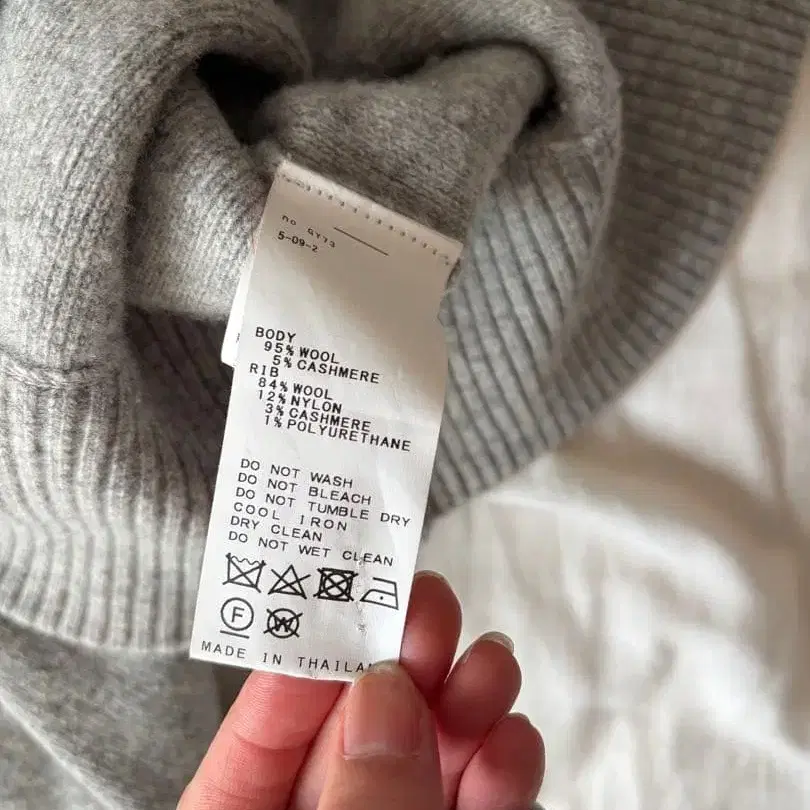 no GY73
5-09-2
BODY
95% WOOL
5% CASHMERE
RIB
84% WOOL
12% NYLON
3% CASHMERE
1% POLYURETHANE
DO NOT WASH
DO NOT BLEACH
DO NOT TUMBLE DRY
COOL IRON
DRY CLEAN
DO NOT WET CLEAN
F W
MADE IN THAILA